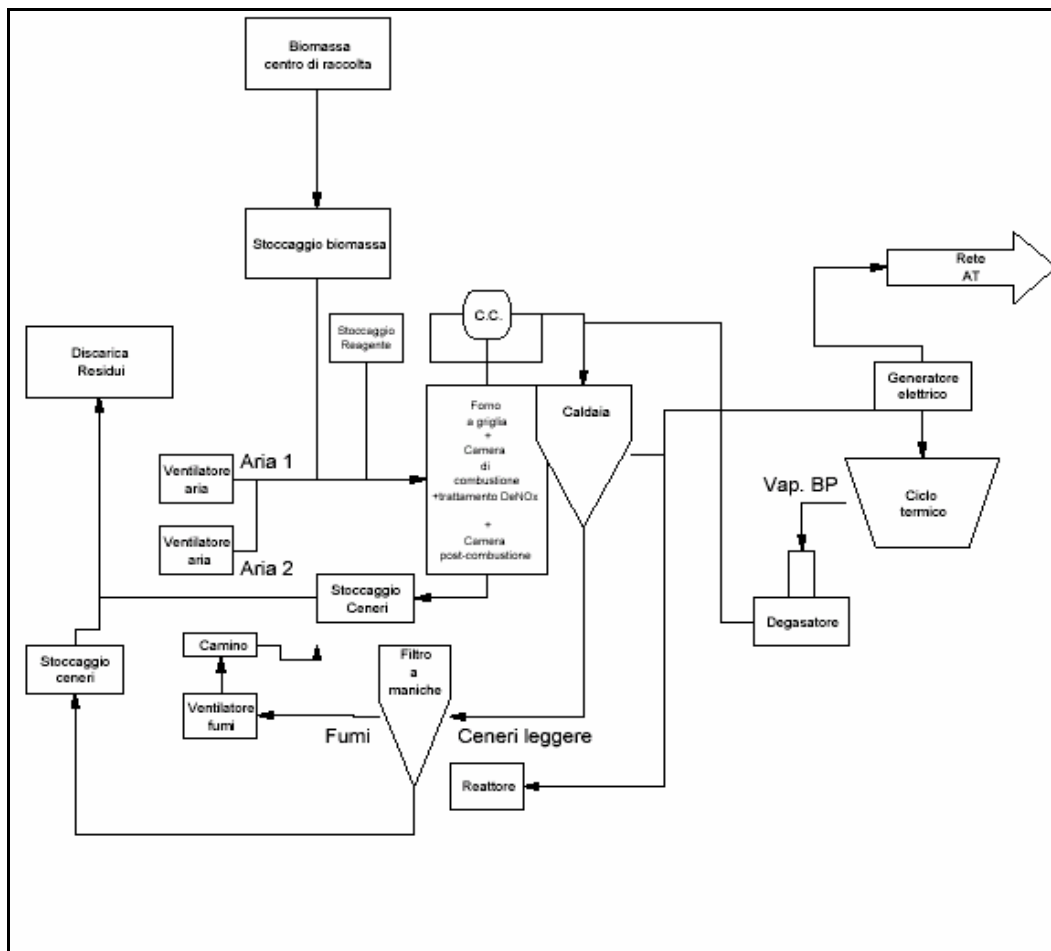 Biomassa
centro di raccolta
Stoccaggio biomassa
Rete
AT
C.C.
Stoccaggio
Reagente
Discarica
Residui
Generatore
elettrico
Forno
a griglia
+
Camera
di
combustione
+trattamento DeNOx
+
Camera
post-combustione
Caldaia
Ventilatore
aria
Aria 1
Vap. BP
Ciclo
termico
Ventilatore
aria
Aria 2
Stoccaggio
Ceneri
Degasatore
Camino
Filtro
a
maniche
Stoccaggio
ceneri
Ventilatore
fumi
Fumi
Ceneri leggere
Reattore